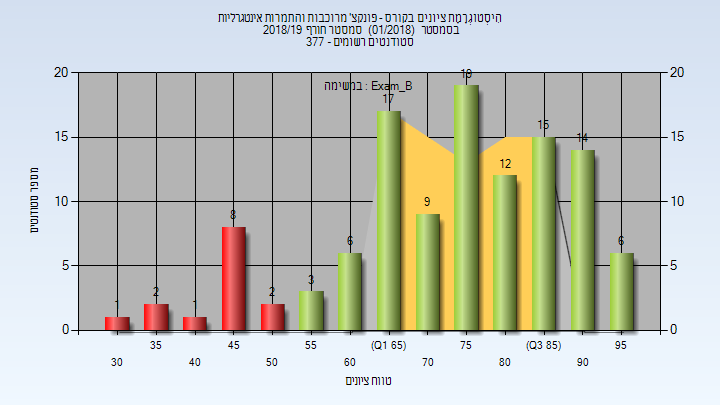 היסטוגרמת ציונים בקורס - פונקצ' מרוכבות והתמרות אינטגרליות
בסמסטר (01/2018) סמסטר חורף 2018/19
סטודנטים רשומים - 377
במשימה : Exam_B
מספר סטודנטים
20 15 10 5 0
20 15 10 5 0
1 2 1 8 2 3 6 17 9 19 12 15 14 6
30 35 40 45 50 55 60 (Q1 65) 70 75 80 (Q3 85) 90 95
טווח ציונים